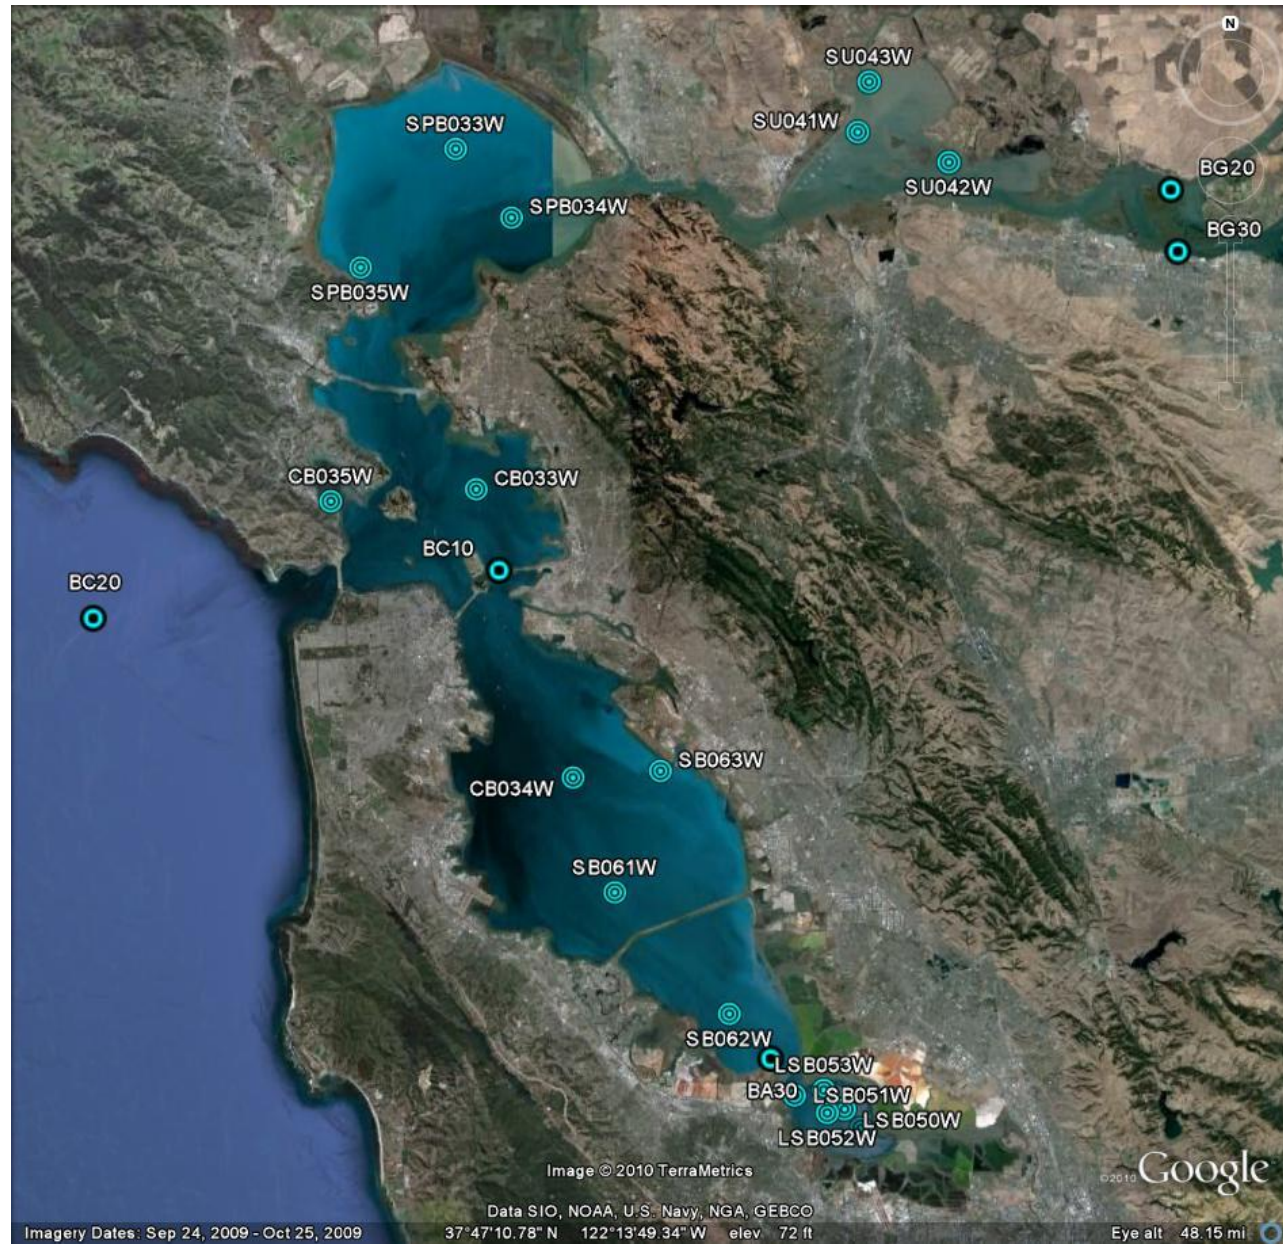 N
SU043W
SPB033W
SU041W
SU042W
BG20
SPB034W
BG30
SPB035W
CB035W
CB033W
BC10
BC20
SB063W
CB034W
SB061W
SB062W
LSB053W
BA30
LSB051W
LSB050W
LSB052W
Image © 2010 TerraMetrics
©2010 Google
Data SIO, NOAA, U.S. Navy, NGA, GEBCO
Imagery Dates: Sep 24, 2009 - Oct 25, 2009 37°47'10.78" N 122°13'49.34" W elev 72 ft Eye alt 48.15 mi